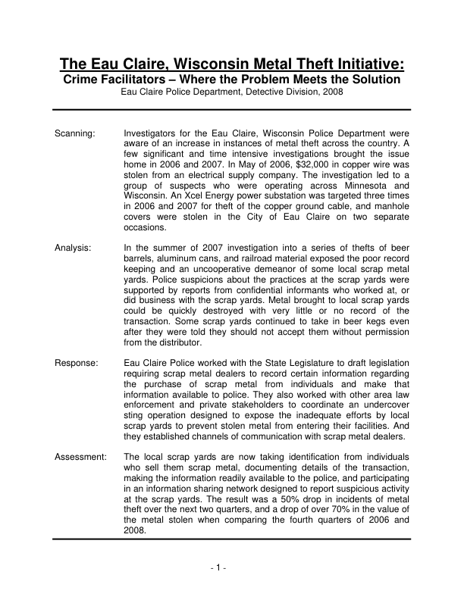 The Eau Claire, Wisconsin Metal Theft Initiative:
Crime Facilitators – Where the Problem Meets the Solution
Eau Claire Police Department, Detective Division, 2008
Scanning: Investigators for the Eau Claire, Wisconsin Police Department were
aware of an increase in instances of metal theft across the country. A
few significant and time intensive investigations brought the issue
home in 2006 and 2007. In May of 2006, $32,000 in copper wire was
stolen from an electrical supply company. The investigation led to a
group of suspects who were operating across Minnesota and
Wisconsin. An Xcel Energy power substation was targeted three times
in 2006 and 2007 for theft of the copper ground cable, and manhole
covers were stolen in the City of Eau Claire on two separate
occasions.
Analysis: In the summer of 2007 investigation into a series of thefts of beer
barrels, aluminum cans, and railroad material exposed the poor record
keeping and an uncooperative demeanor of some local scrap metal
yards. Police suspicions about the practices at the scrap yards were
supported by reports from confidential informants who worked at, or
did business with the scrap yards. Metal brought to local scrap yards
could be quickly destroyed with very little or no record of the
transaction. Some scrap yards continued to take in beer kegs even
after they were told they should not accept them without permission
from the distributor.
Response: Eau Claire Police worked with the State Legislature to draft legislation
requiring scrap metal dealers to record certain information regarding
the purchase of scrap metal from individuals and make that
information available to police. They also worked with other area law
enforcement and private stakeholders to coordinate an undercover
sting operation designed to expose the inadequate efforts by local
scrap yards to prevent stolen metal from entering their facilities. And
they established channels of communication with scrap metal dealers.
Assessment: The local scrap yards are now taking identification from individuals
who sell them scrap metal, documenting details of the transaction,
making the information readily available to the police, and participating
in an information sharing network designed to report suspicious activity
at the scrap yards. The result was a 50% drop in incidents of metal
theft over the next two quarters, and a drop of over 70% in the value of
the metal stolen when comparing the fourth quarters of 2006 and
2008.
- 1 -